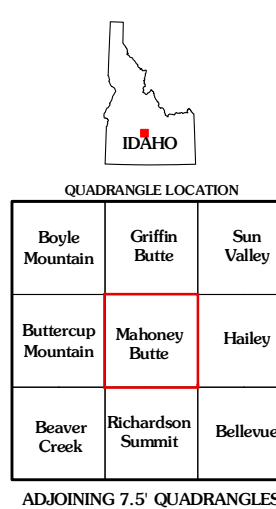 IDAHO
QUADRANGLE LOCATION
Boyle
Mountain
Griffin
Butte
Sun
Valley
Buttercup
Mountain
Mahoney
Butte
Hailey
Beaver
Creek
Richardson
Summit
Bellevue
ADJOINING 7.5' QUADRANGLES